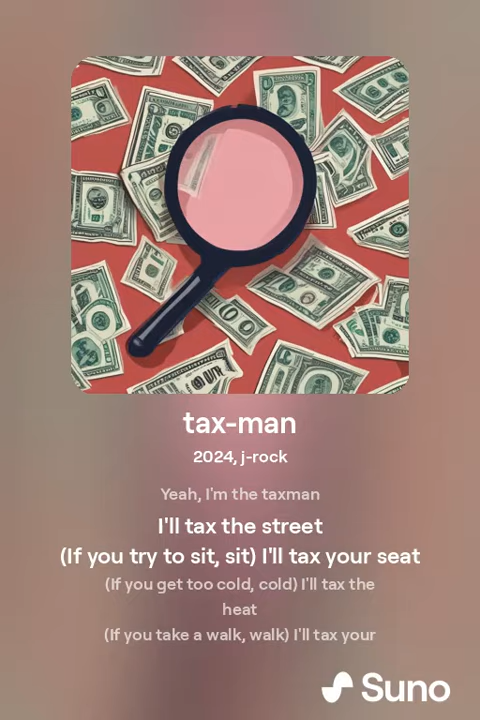 tax-man
2024, j-rock
Yeah, I'm the taxman
I'll tax the street
(If you try to sit, sit) I'll tax your seat
(If you get too cold, cold) I'll tax the
heat
(If you take a walk, walk) I'll tax your
Suno